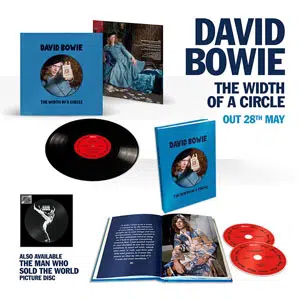 DAVID BOWIE
THE WIDTH OF A CIRCLE
DAVID
BOWIE
THE WIDTH
OF A CIRCLE
OUT 28TH MAY
DAVID BOWIE
THE WIDTH OF A CIRCLE
ALSO AVAILABLE
THE MAN WHO
SOLD THE WORLD
PICTURE DISC